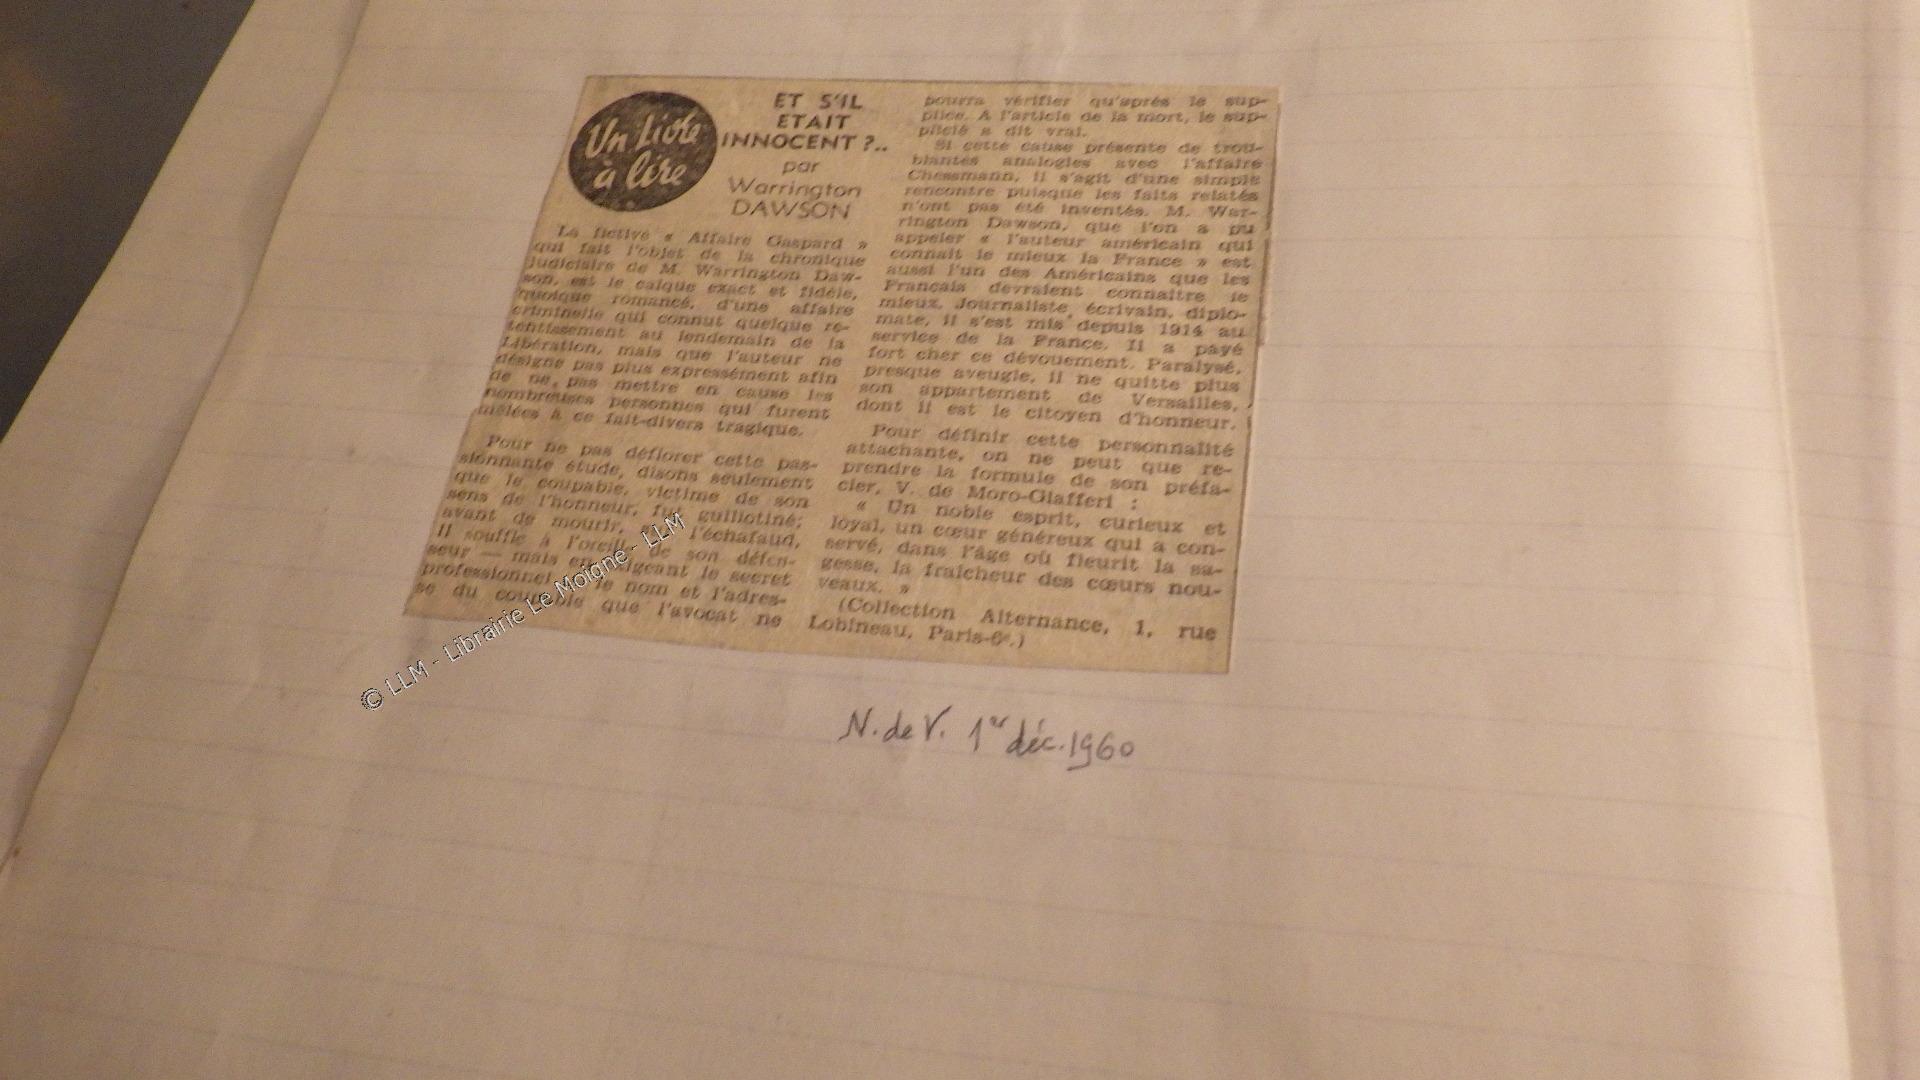 Un Livre
à lire
ET S'IL
ETAIT
INNOCENT ?..
par
Warrington
DAWSON
La fictive « Affaire Gaspard »
qui fait l'objet de la chronique
judiciaire de M. Warrington Daw-
son, est le calque exact et fidèle,
quoique romancé, d'une affaire
criminelle qui connut quelque re-
tentissement au lendemain de la
Libération, mais que l'auteur ne
désigne pas plus expressément afin
de ne pas mettre en cause les
nombreuses personnes qui furent
mêlées à ce fait-divers tragique.
Pour ne pas déflorer cette pas-
sionnante étude, disons seulement
que le coupable, victime de son
sens de l'honneur, fut guillotiné;
avant de mourir, l'échafaud,
il souffle à l'oreille de son défen-
seur — mais en exigeant le secret
professionnel le nom et l'adres-
se du coupable que l'avocat ne
pourra vérifier qu'après le sup-
plice. A l'article de la mort, le sup-
plicié a dit vrai.
Si cette cause présente de trou-
blantes analogies avec l'affaire
Chessmann, il s'agit d'une simple
rencontre puisque les faits relatés
n'ont pas été inventés. M. War-
rington Dawson, que l'on a pu
appeler « l'auteur américain qui
connaît le mieux la France » est
aussi l'un des Américains que les
Français devraient connaître le
mieux. Journaliste, écrivain, diplo-
mate, il s'est mis depuis 1914 au
service de la France. Il a payé
fort cher ce dévouement. Paralysé,
presque aveugle, il ne quitte plus
son appartement de Versailles,
dont il est le citoyen d'honneur.
Pour définir cette personnalité
attachante, on ne peut que re-
prendre la formule de son préfa-
cier, V. de Moro-Giafferi :
« Un noble esprit, curieux et
loyal, un cœur généreux qui a con-
servé, dans l'âge où fleurit la sa-
gesse, la fraîcheur des cœurs nou-
veaux. »
(Collection Alternance, 1, rue
Lobineau, Paris-6e.)
© LLM - Librairie Le Moigne - LLM
N. de V. 1er déc. 1960